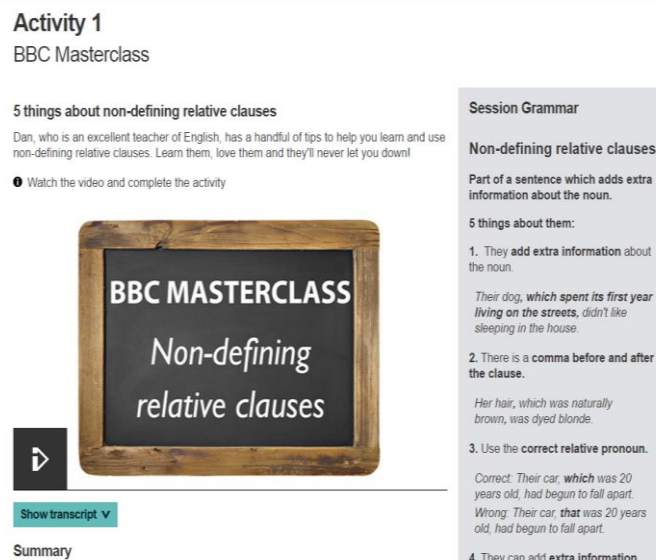 Activity 1
BBC Masterclass
5 things about non-defining relative clauses
Dan, who is an excellent teacher of English, has a handful of tips to help you learn and use
non-defining relative clauses. Learn them, love them and they'll never let you down!
Watch the video and complete the activity
BBC MASTERCLASS
Non-defining
relative clauses
Show transcript
Summary
Session Grammar
Non-defining relative clauses
Part of a sentence which adds extra
information about the noun.
5 things about them:
1. They add extra information about
the noun.
Their dog, which spent its first year
living on the streets, didn't like
sleeping in the house.
2. There is a comma before and after
the clause.
Her hair, which was naturally
brown, was dyed blonde.
3. Use the correct relative pronoun.
Correct: Their car, which was 20
years old, had begun to fall apart.
Wrong: Their car, that was 20 years
old, had begun to fall apart.
4. They can add extra information